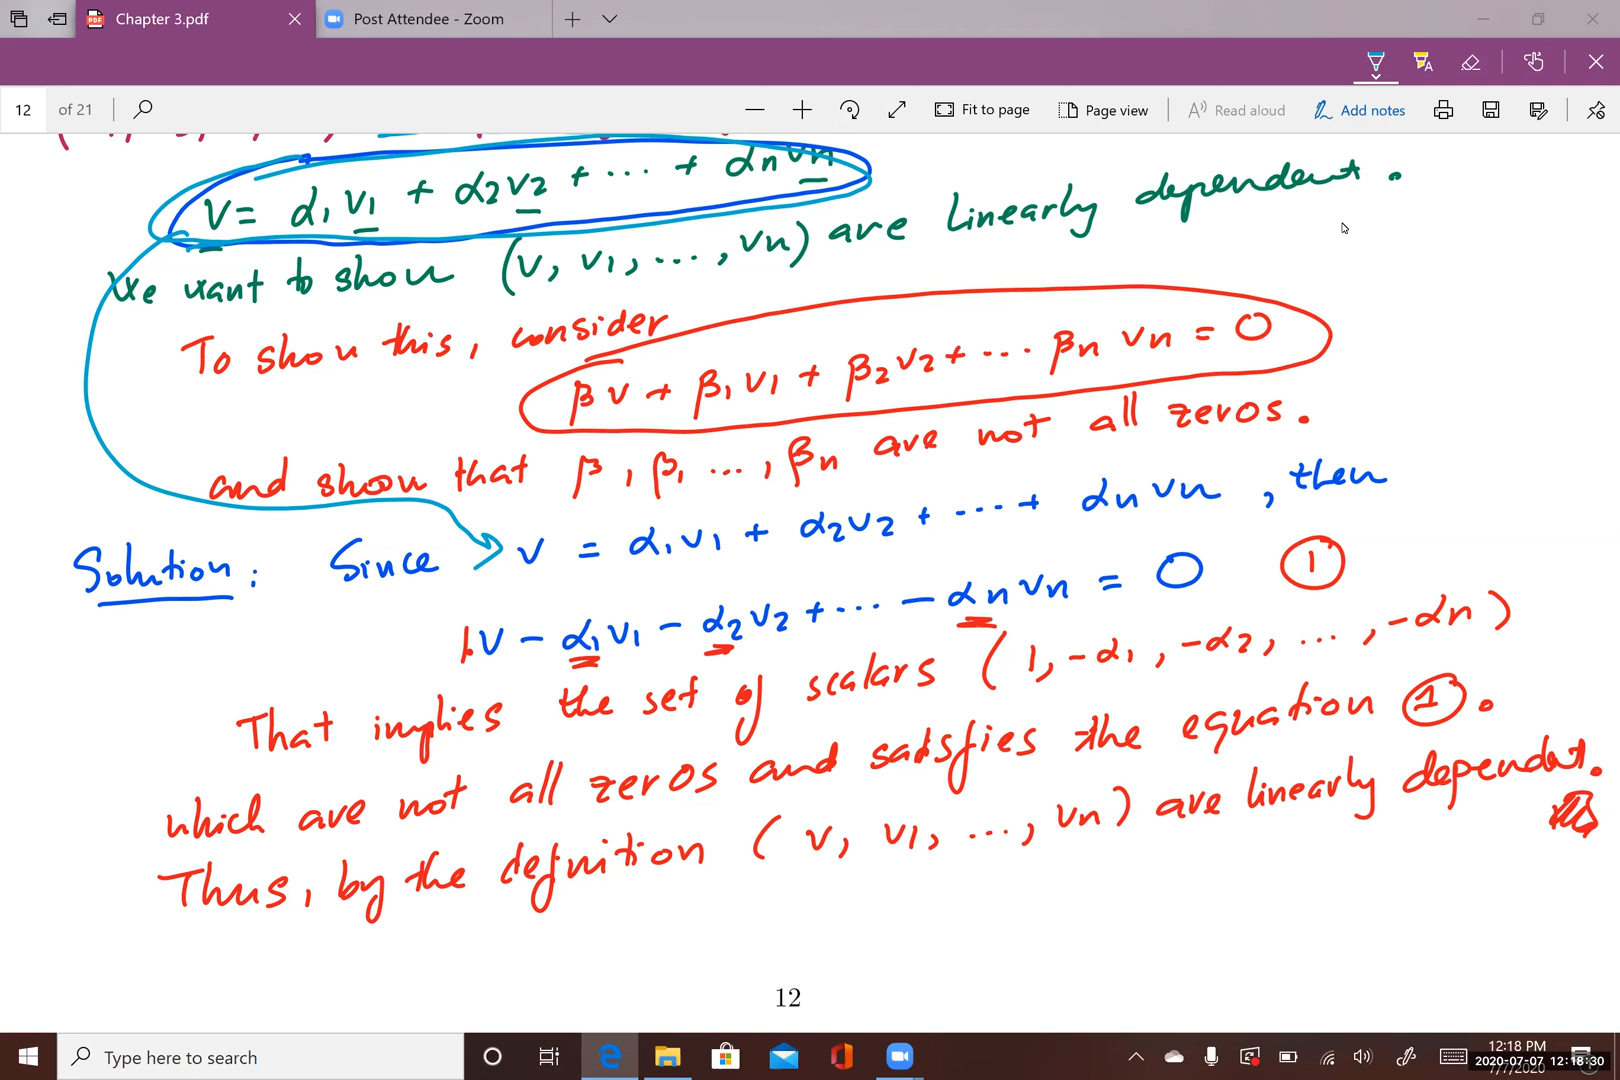 Chapter 3.pdf
Post Attendee - Zoom
12 of 21
Fit to page
Page view
Read aloud
Add notes
V = α1 v1 + α2 v2 + ... + αn vn
We want to show (v, v1, ..., vn) are linearly dependent.
To show this, consider
βv + β1 v1 + β2 v2 + ... βn vn = 0
and show that β, β1 ..., βn are not all zeros.
Solution: Since v = α1v1 + α2v2 + ... + αn vn, then
1.v - α1v1 - α2v2 + ... - αn vn = 0 ①
That implies the set of scalars (1, -α1, -α2, ..., -αn)
which are not all zeros and satisfies the equation ①.
Thus, by the definition (v, v1, ..., vn) are linearly dependent.
12
Type here to search
12:18 PM
2020-07-07 12:18:30